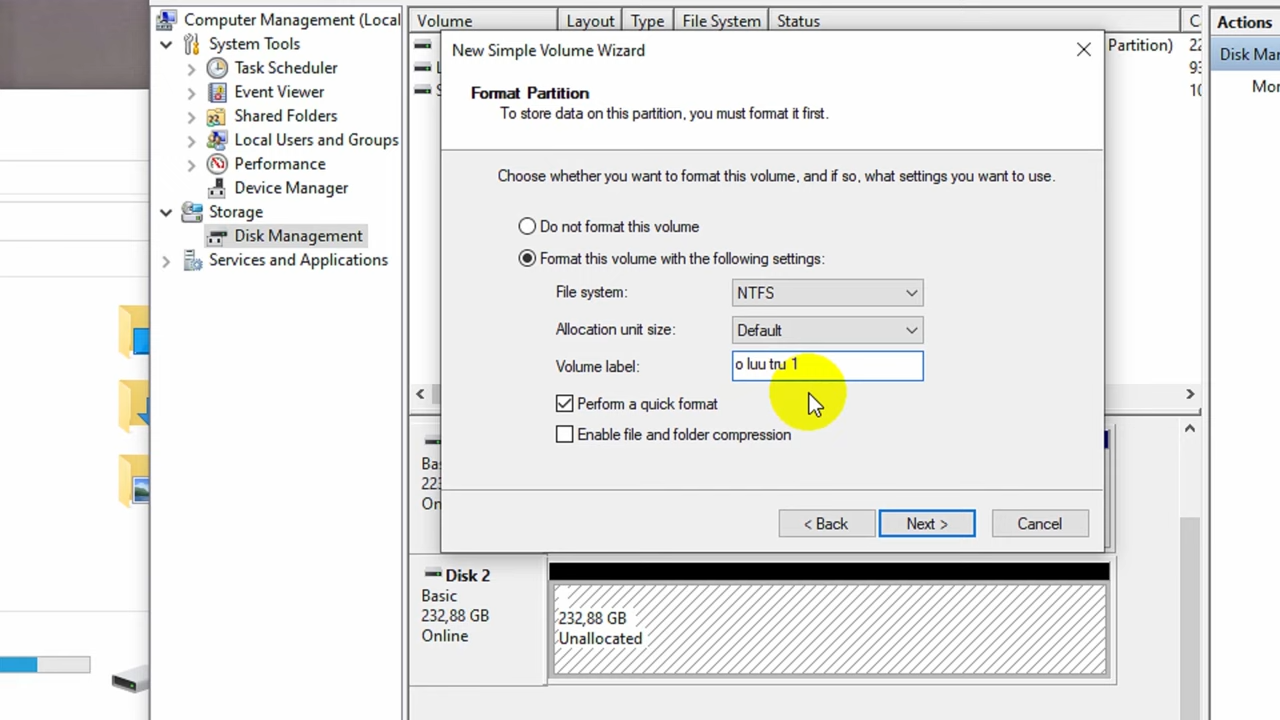 Computer Management (Local
System Tools
Task Scheduler
Event Viewer
Shared Folders
Local Users and Groups
Performance
Device Manager
Storage
Disk Management
Services and Applications
Volume Layout Type File System Status
Partition)
New Simple Volume Wizard
Format Partition
To store data on this partition, you must format it first.
Choose whether you want to format this volume, and if so, what settings you want to use.
Do not format this volume
Format this volume with the following settings:
File system: NTFS
Allocation unit size: Default
Volume label: o luu tru 1
Perform a quick format
Enable file and folder compression
< Back Next > Cancel
Disk 2
Basic
232,88 GB
Online
232,88 GB
Unallocated
Actions